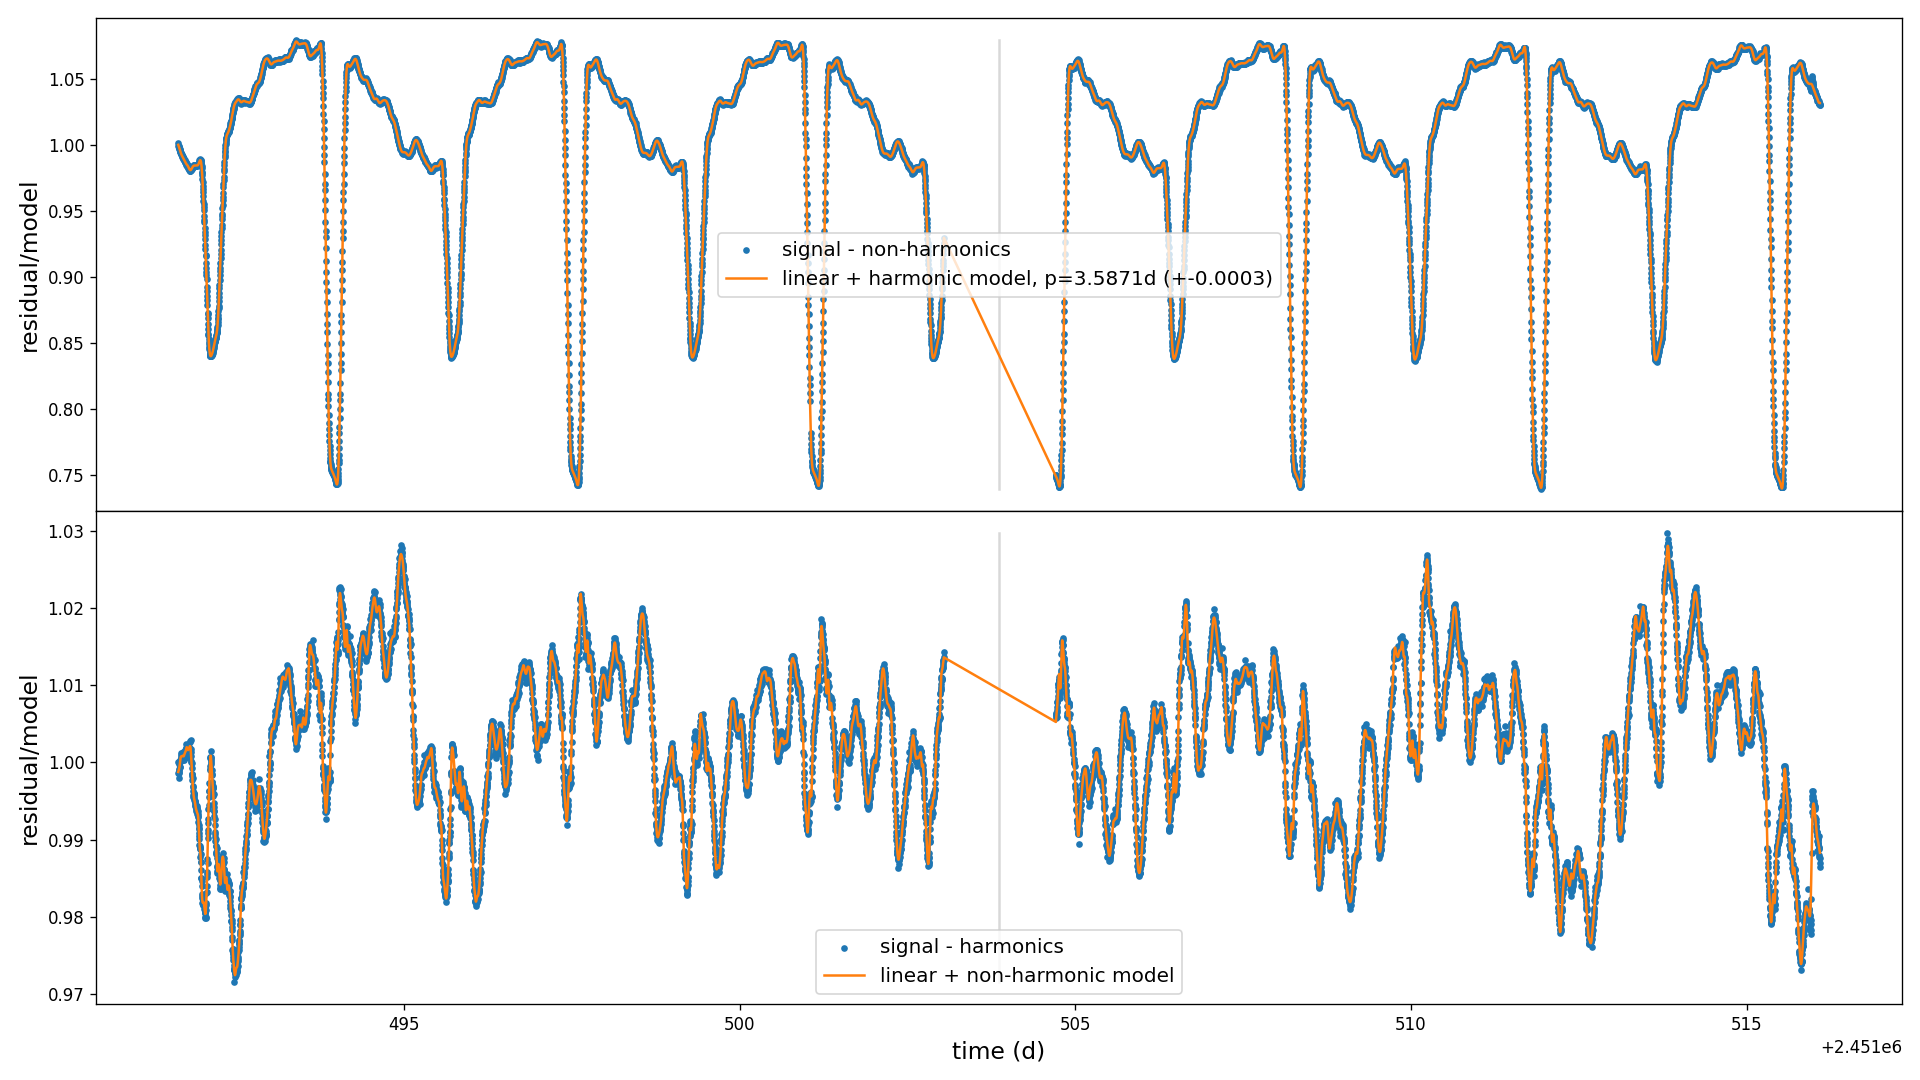 1.05
1.00
0.95
0.90
0.85
0.80
0.75
residual/model
signal - non-harmonics
linear + harmonic model, p=3.5871d (+-0.0003)
1.03
1.02
1.01
1.00
0.99
0.98
0.97
residual/model
signal - harmonics
linear + non-harmonic model
495 500 505 510 515
time (d)
+2.451e6